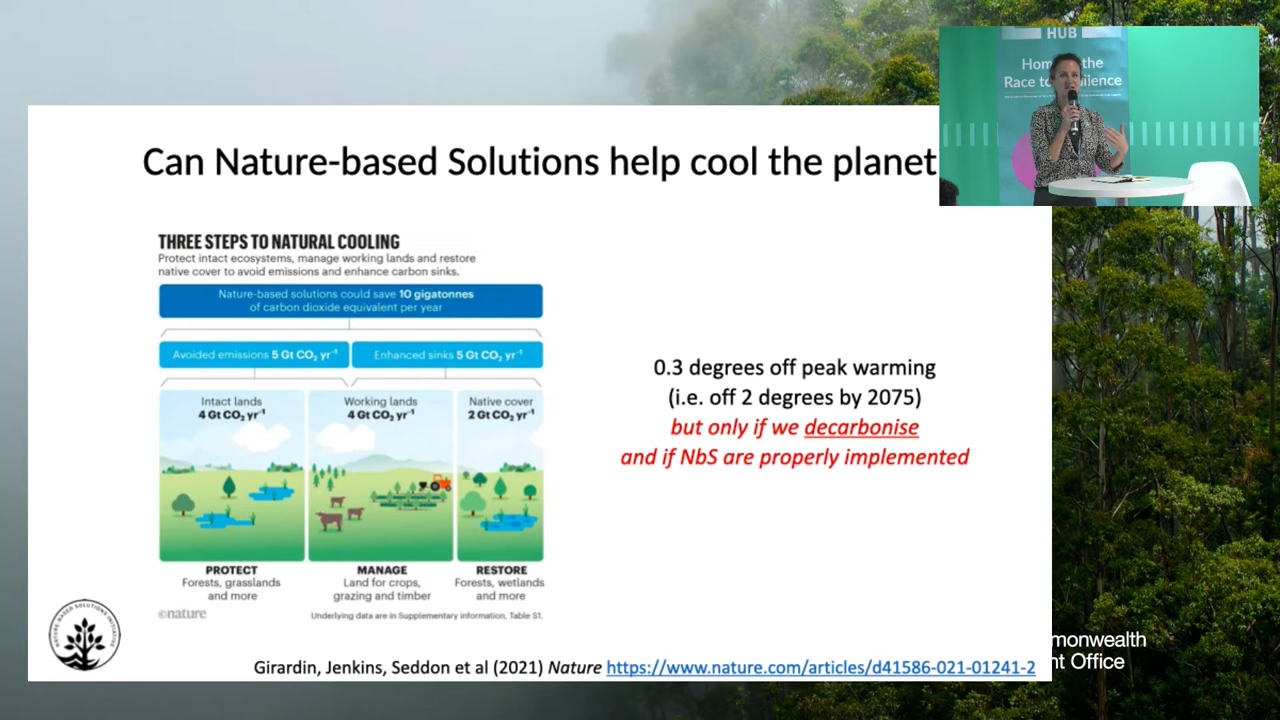 HUB
the
Race to
Can Nature-based Solutions help cool the planet
THREE STEPS TO NATURAL COOLING
Protect intact ecosystems, manage working lands and restore
native cover to avoid emissions and enhance carbon sinks.
Nature-based solutions could save 10 gigatonnes
of carbon dioxide equivalent per year
Avoided emissions 5 Gt CO₂ yr⁻¹
Enhanced sinks 5 Gt CO₂ yr⁻¹
Intact lands
4 Gt CO₂ yr⁻¹
Working lands
4 Gt CO₂ yr⁻¹
Native cover
2 Gt CO₂ yr⁻¹
PROTECT
Forests, grasslands
and more
MANAGE
Land for crops,
grazing and timber
RESTORE
Forests, wetlands
and more
©nature
Underlying data are in Supplementary information, Table S1.
0.3 degrees off peak warming
(i.e. off 2 degrees by 2075)
but only if we decarbonise
and if NbS are properly implemented
NATURE-BASED SOLUTIONS INITIATIVE
Girardin, Jenkins, Seddon et al (2021) Nature https://www.nature.com/articles/d41586-021-01241-2
monwealth
nt Office